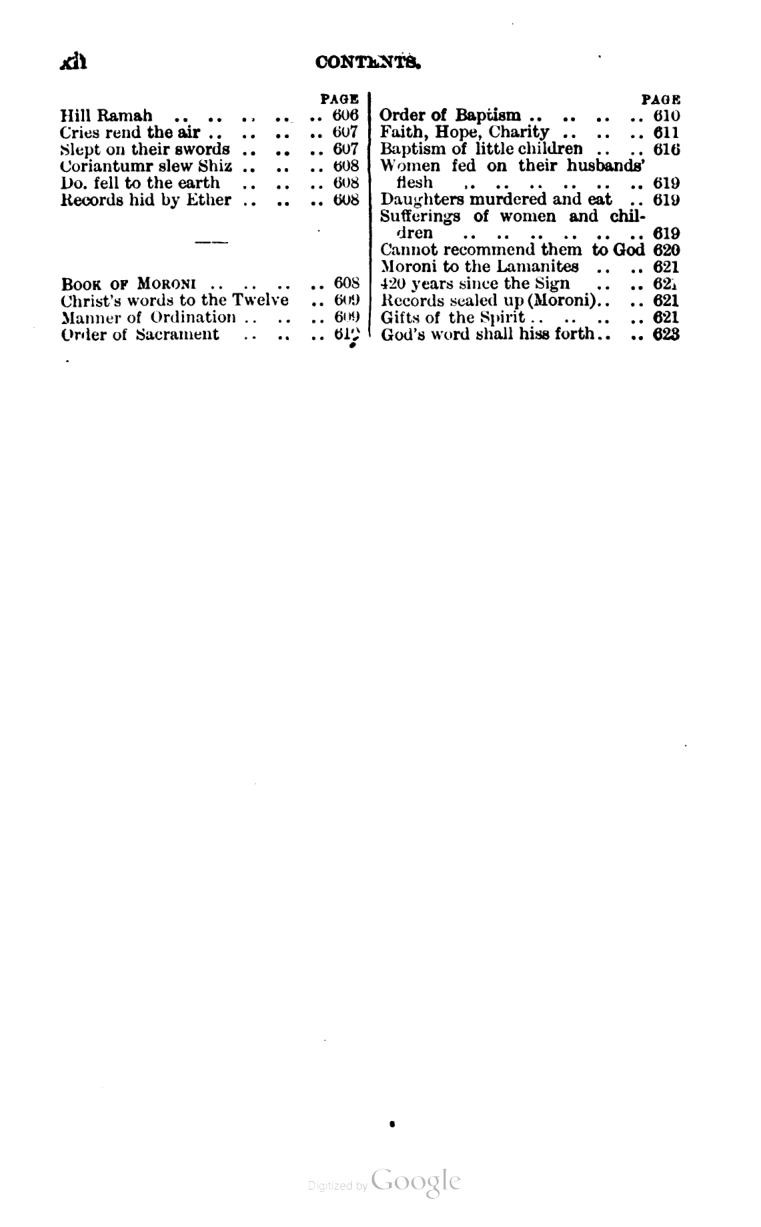 xii
CONTENTS.
PAGE
Hill Ramah .. .. .. .. .. 606
Cries rend the air .. .. .. .. 607
Slept on their swords .. .. .. 607
Coriantumr slew Shiz .. .. .. 608
Do. fell to the earth .. .. .. 608
Records hid by Ether .. .. .. 608
BOOK OF MORONI .. .. .. .. 608
Christ's words to the Twelve .. 609
Manner of Ordination .. .. .. 609
Order of Sacrament .. .. ..
PAGE
Order of Baptism .. .. .. .. 610
Faith, Hope, Charity .. .. .. 611
Baptism of little children .. .. 616
Women fed on their husbands'
flesh .. .. .. .. .. .. 619
Daughters murdered and eat .. 619
Sufferings of women and chil-
dren .. .. .. .. .. .. 619
Cannot recommend them to God 620
Moroni to the Lamanites .. .. 621
420 years since the Sign .. .. 621
Records sealed up (Moroni).. .. 621
Gifts of the Spirit .. .. .. .. 621
God's word shall hiss forth.. .. 623
Digitized by Google